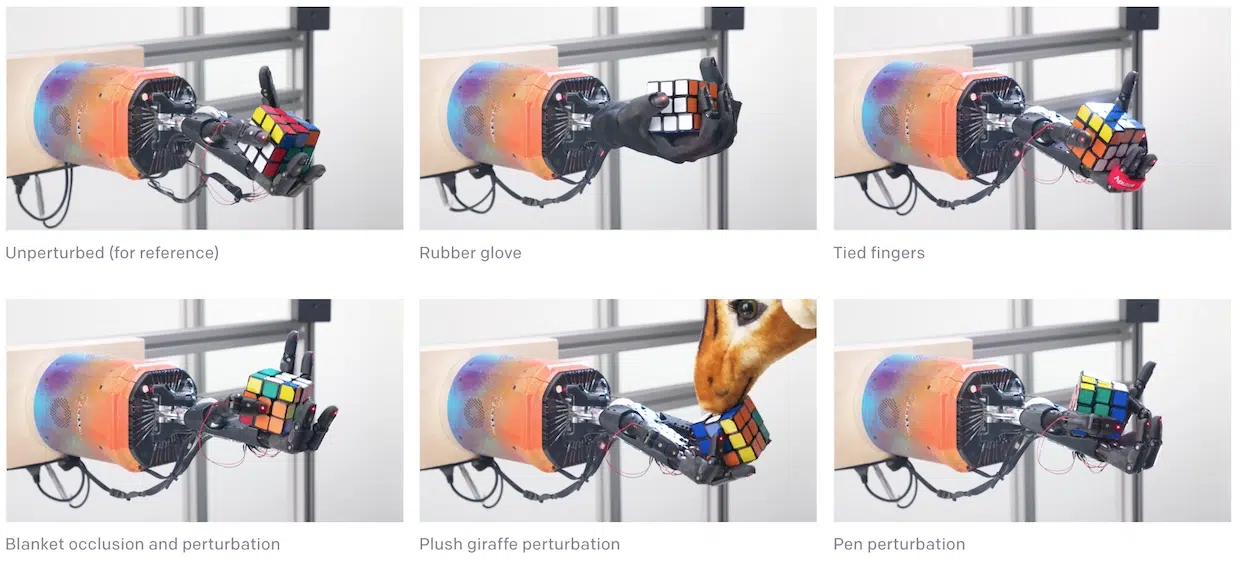 Unperturbed (for reference)
Rubber glove
Tied fingers
Blanket occlusion and perturbation
Plush giraffe perturbation
Pen perturbation